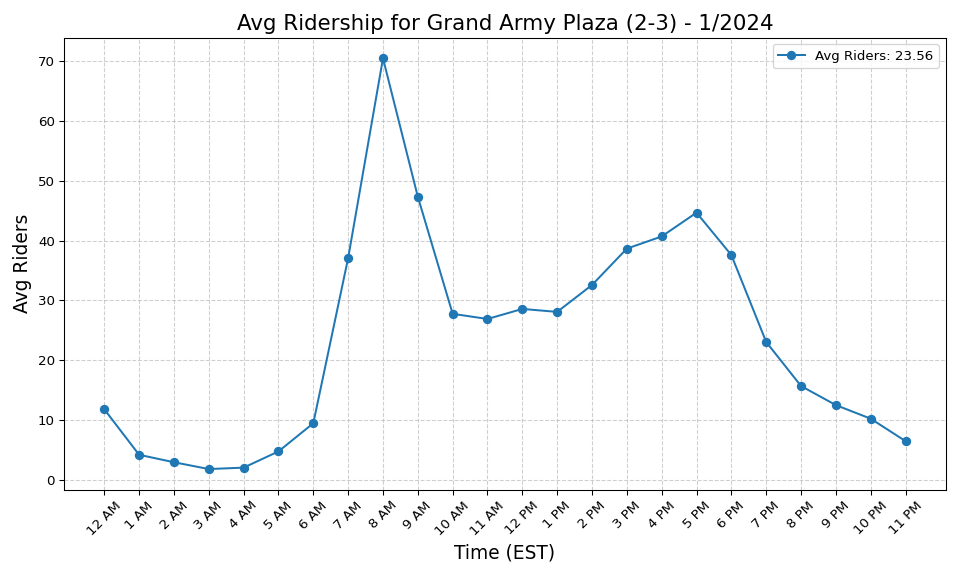 Avg Ridership for Grand Army Plaza (2-3) - 1/2024
Avg Riders: 23.56
70
60
50
40
30
20
10
0
Avg Riders
12 AM
1 AM
2 AM
3 AM
4 AM
5 AM
6 AM
7 AM
8 AM
9 AM
10 AM
11 AM
12 PM
1 PM
2 PM
3 PM
4 PM
5 PM
6 PM
7 PM
8 PM
9 PM
10 PM
11 PM
Time (EST)